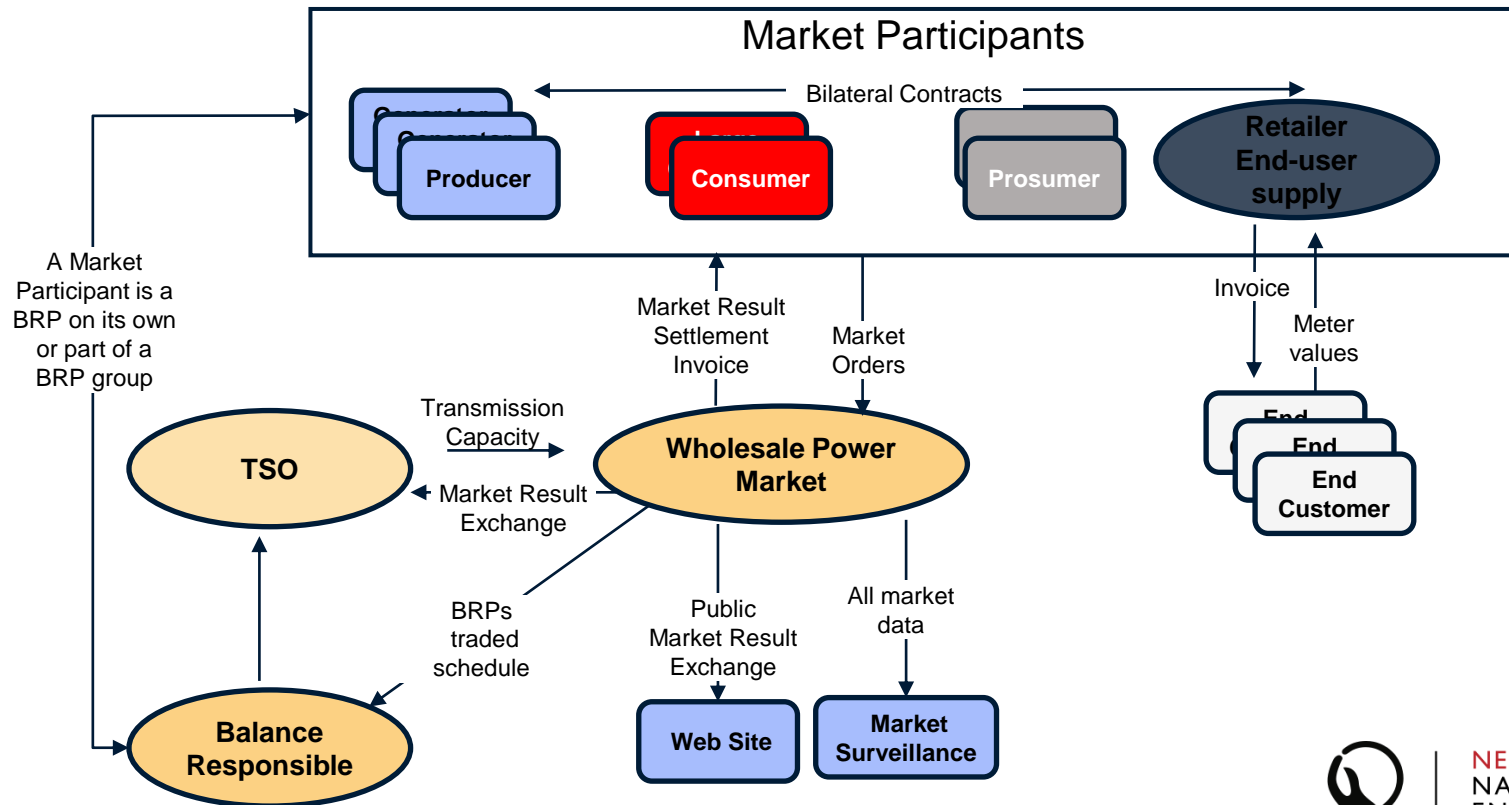 Market Participants
Bilateral Contracts
Producer
Consumer
Prosumer
Retailer
End-user
supply
A Market
Participant is a
BRP on its own
or part of a
BRP group
Market Result
Settlement
Invoice
Market
Orders
Invoice
Meter
values
Transmission
Capacity
TSO
Wholesale Power
Market
Market Result
Exchange
End
End
End
Customer
BRPs
traded
schedule
Public
Market Result
Exchange
All market
data
Balance
Responsible
Web Site
Market
Surveillance